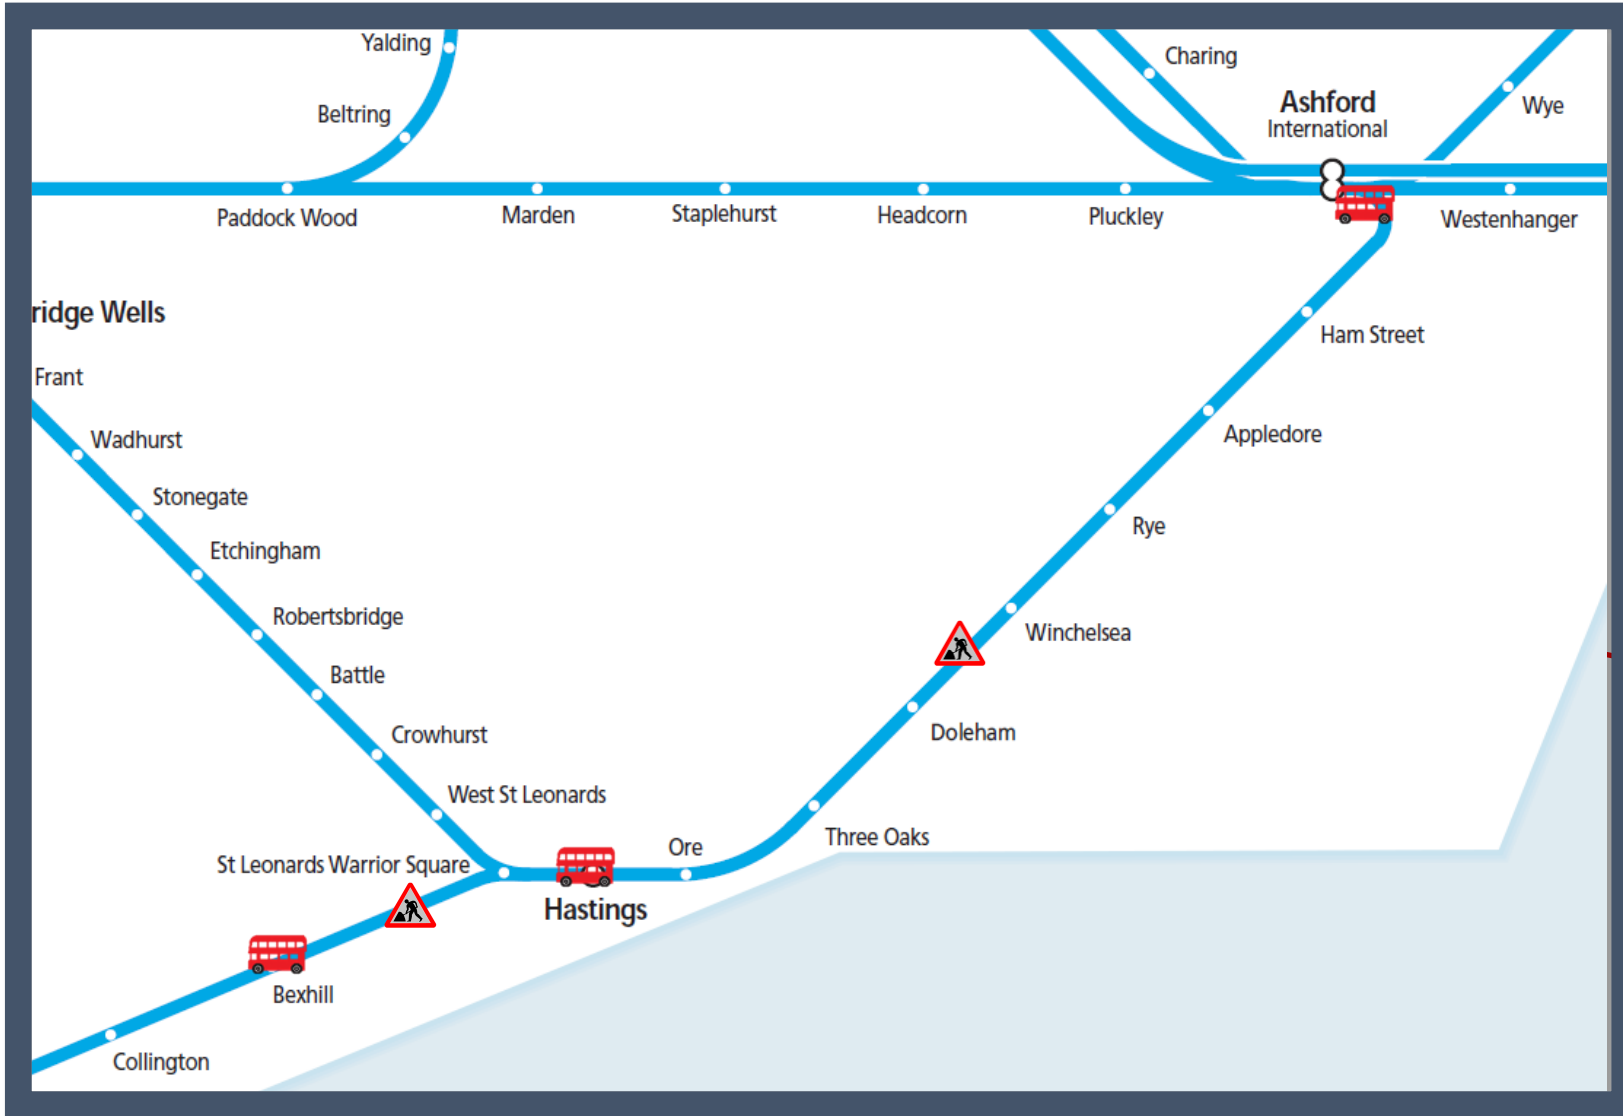 Yalding
Charing
Ashford
International
Wye
Beltring
Paddock Wood
Marden
Staplehurst
Headcorn
Pluckley
Westenhanger
ridge Wells
Ham Street
Frant
Appledore
Wadhurst
Stonegate
Rye
Etchingham
Robertsbridge
Winchelsea
Battle
Crowhurst
Doleham
West St Leonards
Three Oaks
Ore
St Leonards Warrior Square
Hastings
Bexhill
Collington